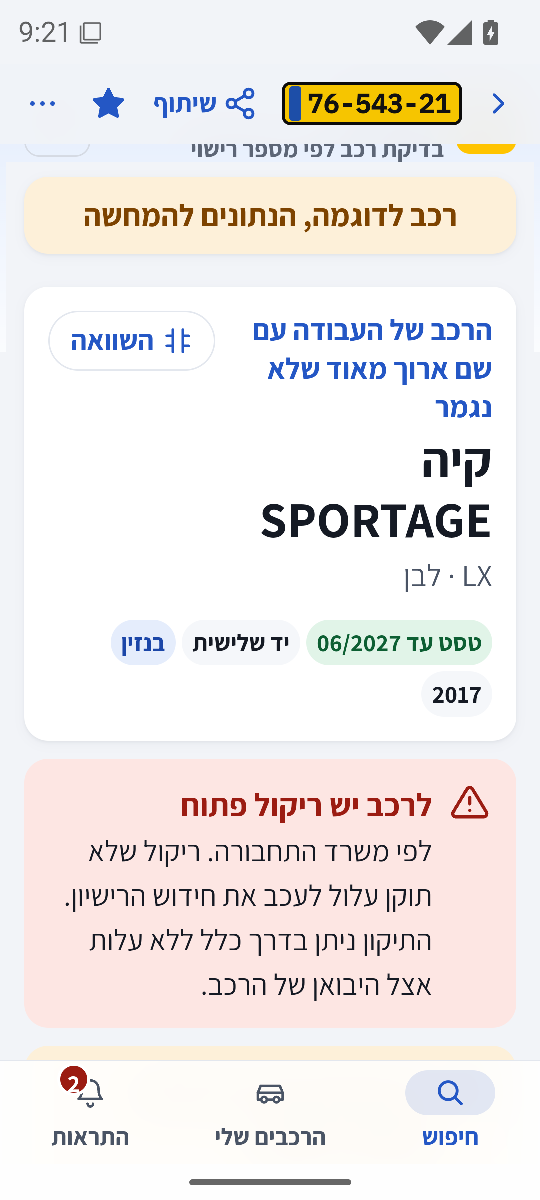 9:21
76-543-21
שיתוף
בדיקת רכב לפי מספר רישוי
רכב לדוגמה, הנתונים להמחשה
הרכב של העבודה עם
שם ארוך מאוד שלא
נגמר
השוואה
קיה
SPORTAGE
LX · לבן
טסט עד 06/2027
יד שלישית
בנזין
2017
לרכב יש ריקול פתוח
לפי משרד התחבורה. ריקול שלא
תוקן עלול לעכב את חידוש הרישיון.
התיקון ניתן בדרך כלל ללא עלות
אצל היבואן של הרכב.
חיפוש
הרכבים שלי
2
התראות